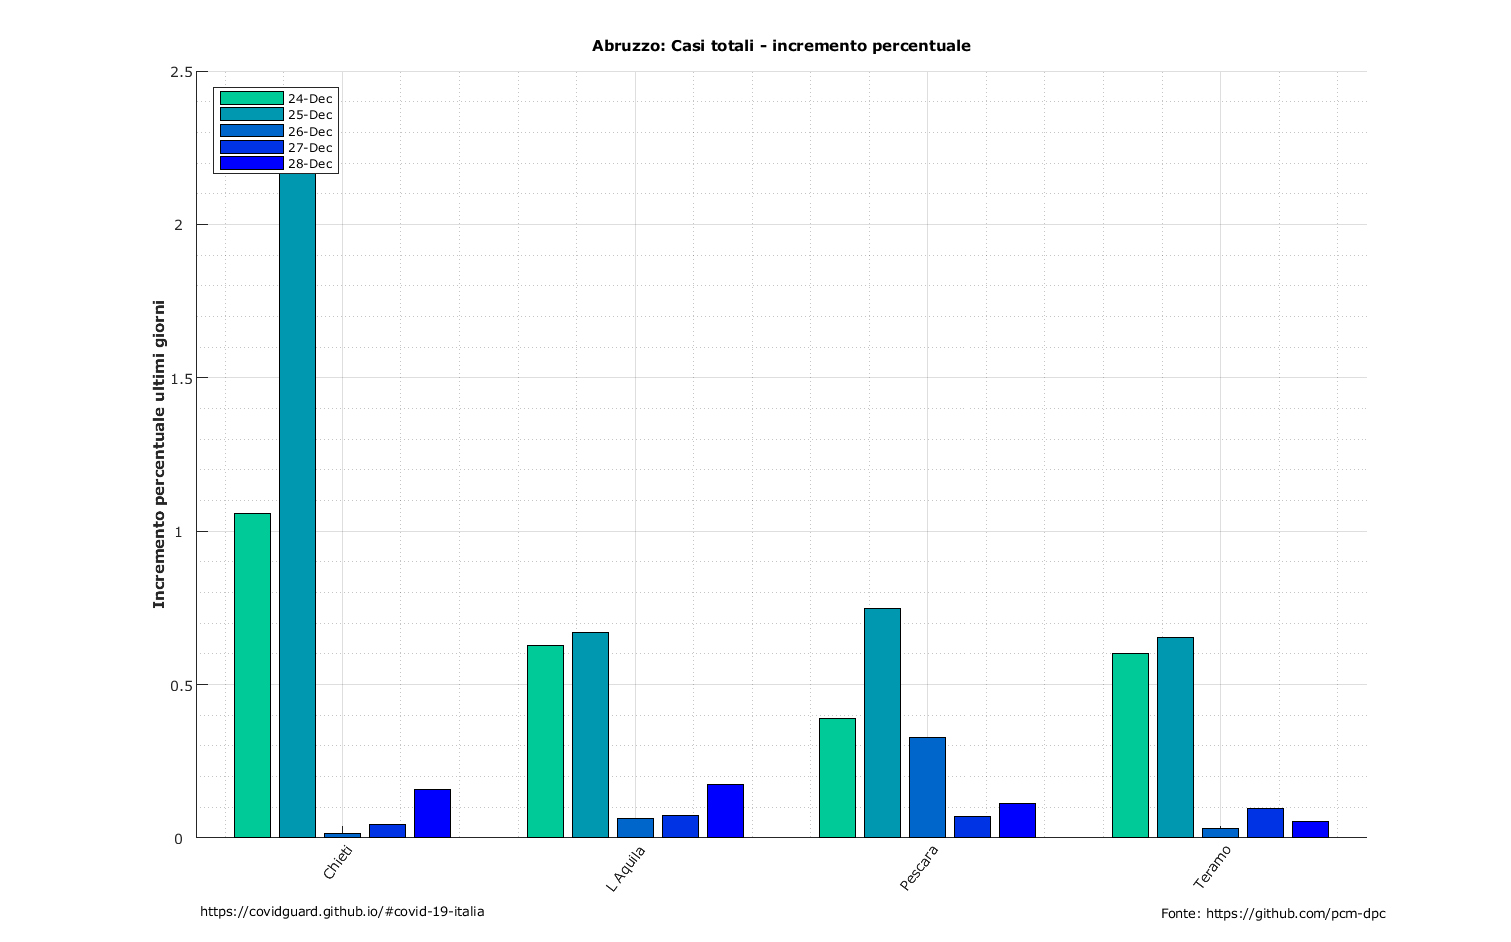 Abruzzo: Casi totali - incremento percentuale
2.5
24-Dec
25-Dec
26-Dec
27-Dec
28-Dec
2
1.5
1
0.5
0
Incremento percentuale ultimi giorni
Chieti
L Aquila
Pescara
Teramo
https://covidguard.github.io/#covid-19-italia
Fonte: https://github.com/pcm-dpc